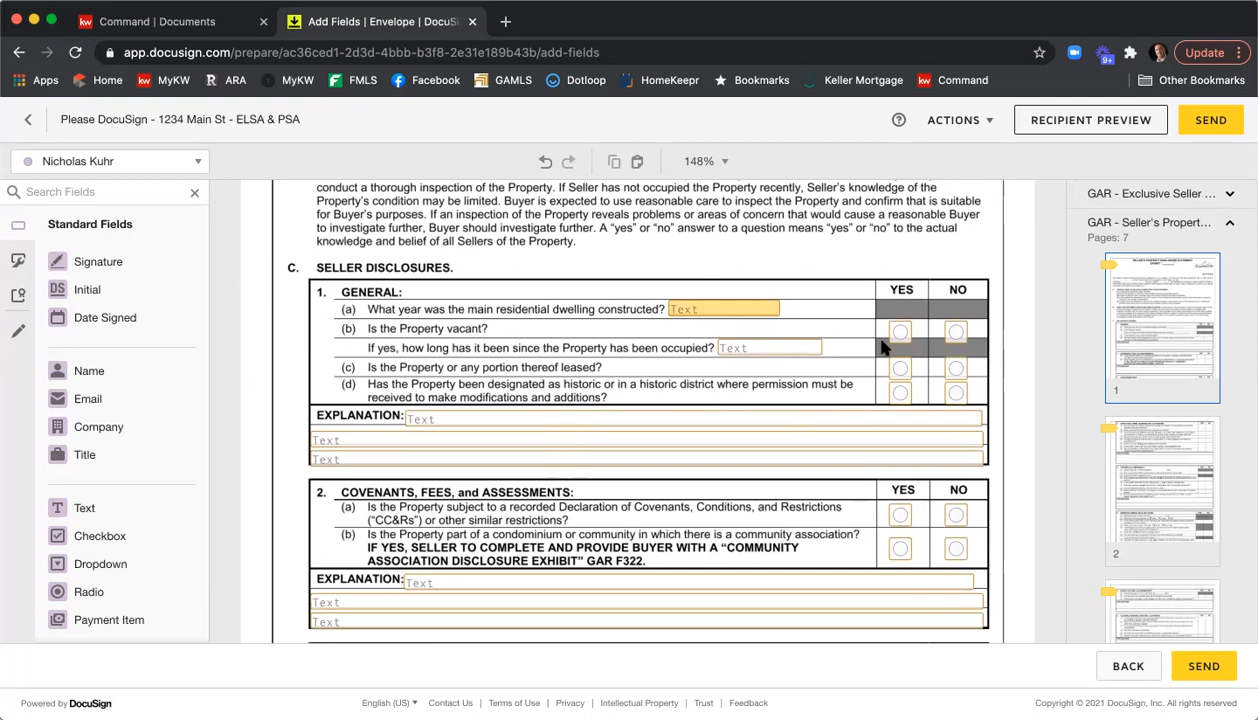 kw Command | Documents
Add Fields | Envelope | DocuSi
app.docusign.com/prepare/ac36ced1-2d3d-4bbb-b3f8-2e31e189b43b/add-fields
9+
Update
Apps
Home
kw MyKW
R ARA
MyKW
FMLS
Facebook
GAMLS
Dotloop
HomeKeepr
Bookmarks
Keller Mortgage
kw Command
Other Bookmarks
Please DocuSign - 1234 Main St - ELSA & PSA
ACTIONS
RECIPIENT PREVIEW
SEND
Nicholas Kuhr
148%
Search Fields
Standard Fields
Signature
DS Initial
Date Signed
Name
Email
Company
Title
T Text
Checkbox
Dropdown
Radio
Payment Item
conduct a thorough inspection of the Property. If Seller has not occupied the Property recently, Seller's knowledge of the
Property's condition may be limited. Buyer is expected to use reasonable care to inspect the Property and confirm that is suitable
for Buyer's purposes. If an inspection of the Property reveals problems or areas of concern that would cause a reasonable Buyer
to investigate further, Buyer should investigate further. A "yes" or "no" answer to a question means "yes" or "no" to the actual
knowledge and belief of all Sellers of the Property.
C. SELLER DISCLOSURES.
1. GENERAL: YES NO
(a) What year was the main residential dwelling constructed? Text
(b) Is the Property vacant?
If yes, how long has it been since the Property has been occupied? Text
(c) Is the Property or any portion thereof leased?
(d) Has the Property been designated as historic or in a historic district where permission must be
received to make modifications and additions?
EXPLANATION: Text
Text
Text
2. COVENANTS, FEES, and ASSESSMENTS: YES NO
(a) Is the Property subject to a recorded Declaration of Covenants, Conditions, and Restrictions
("CC&Rs") or other similar restrictions?
(b) Is the Property part of a condominium or community in which there is a community association?
IF YES, SELLER TO COMPLETE AND PROVIDE BUYER WITH A "COMMUNITY
ASSOCIATION DISCLOSURE EXHIBIT" GAR F322.
EXPLANATION: Text
Text
Text
GAR - Exclusive Seller ...
GAR - Seller's Propert...
Pages: 7
1
2
BACK
SEND
Powered by DocuSign
English (US)
Contact Us
Terms of Use
Privacy
Intellectual Property
Trust
Feedback
Copyright © 2021 DocuSign, Inc. All rights reserved